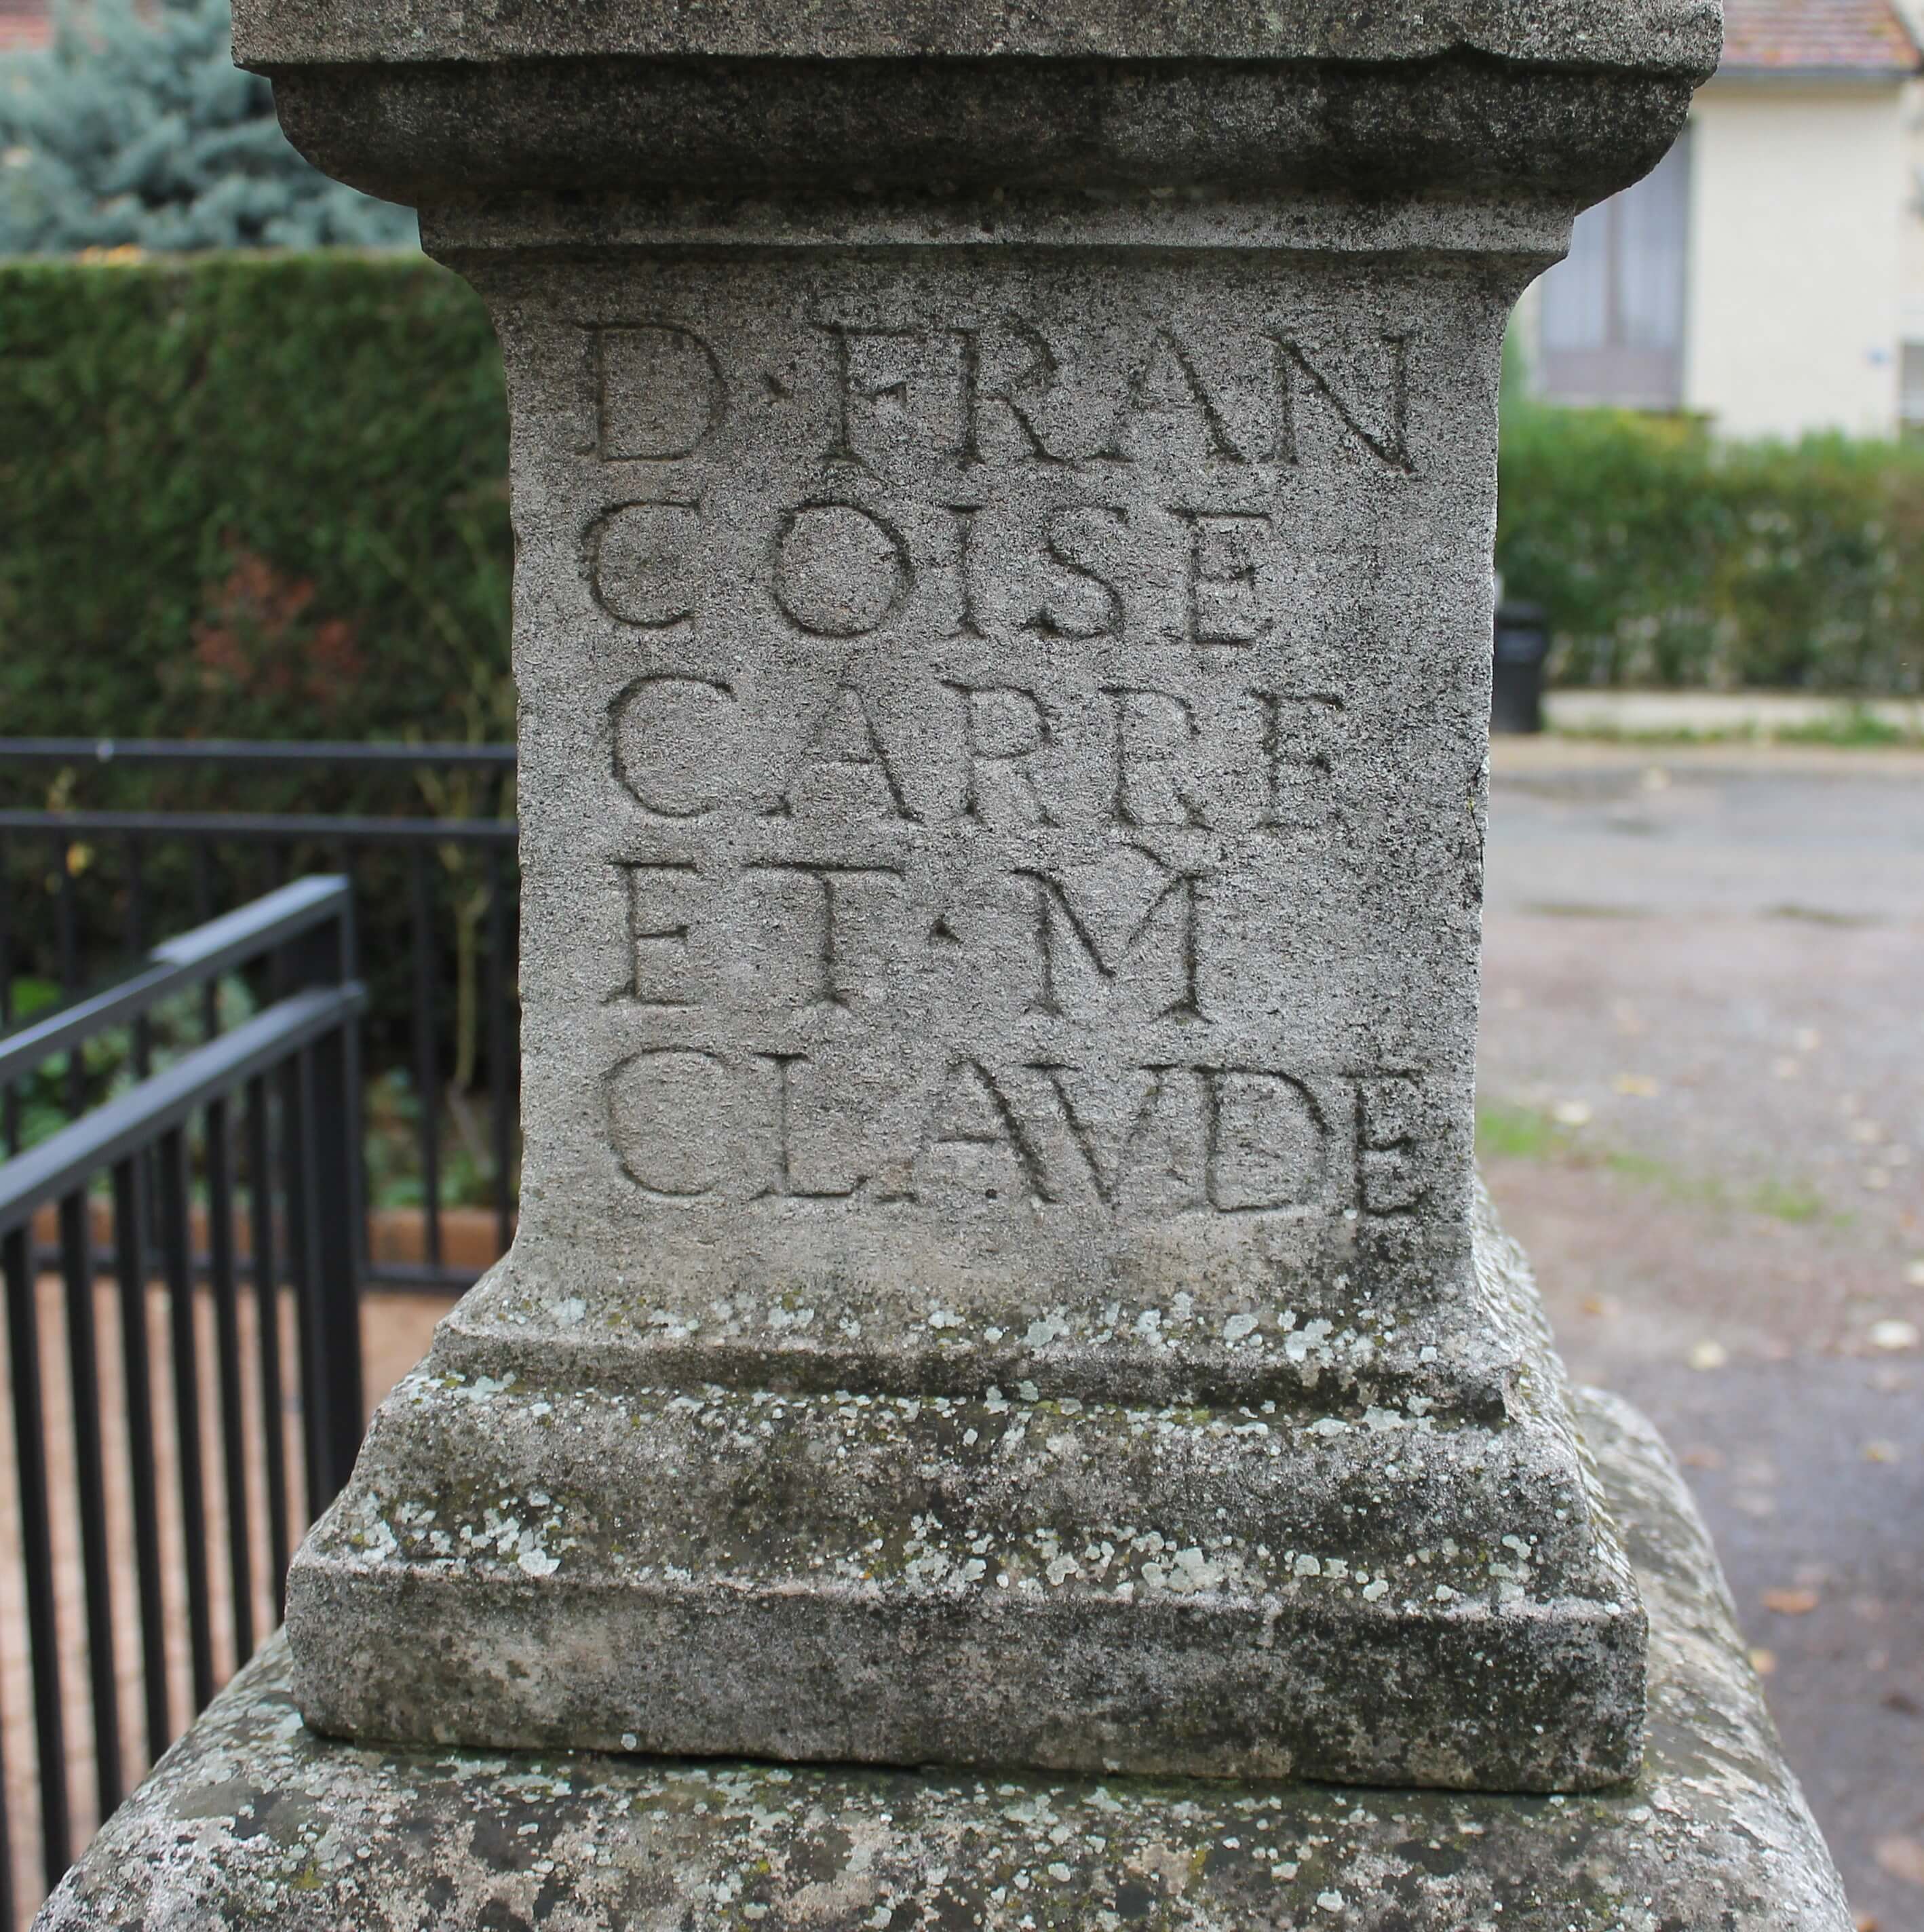 D · FRAN
COISE
CARRE
ET · M
CLAVDE